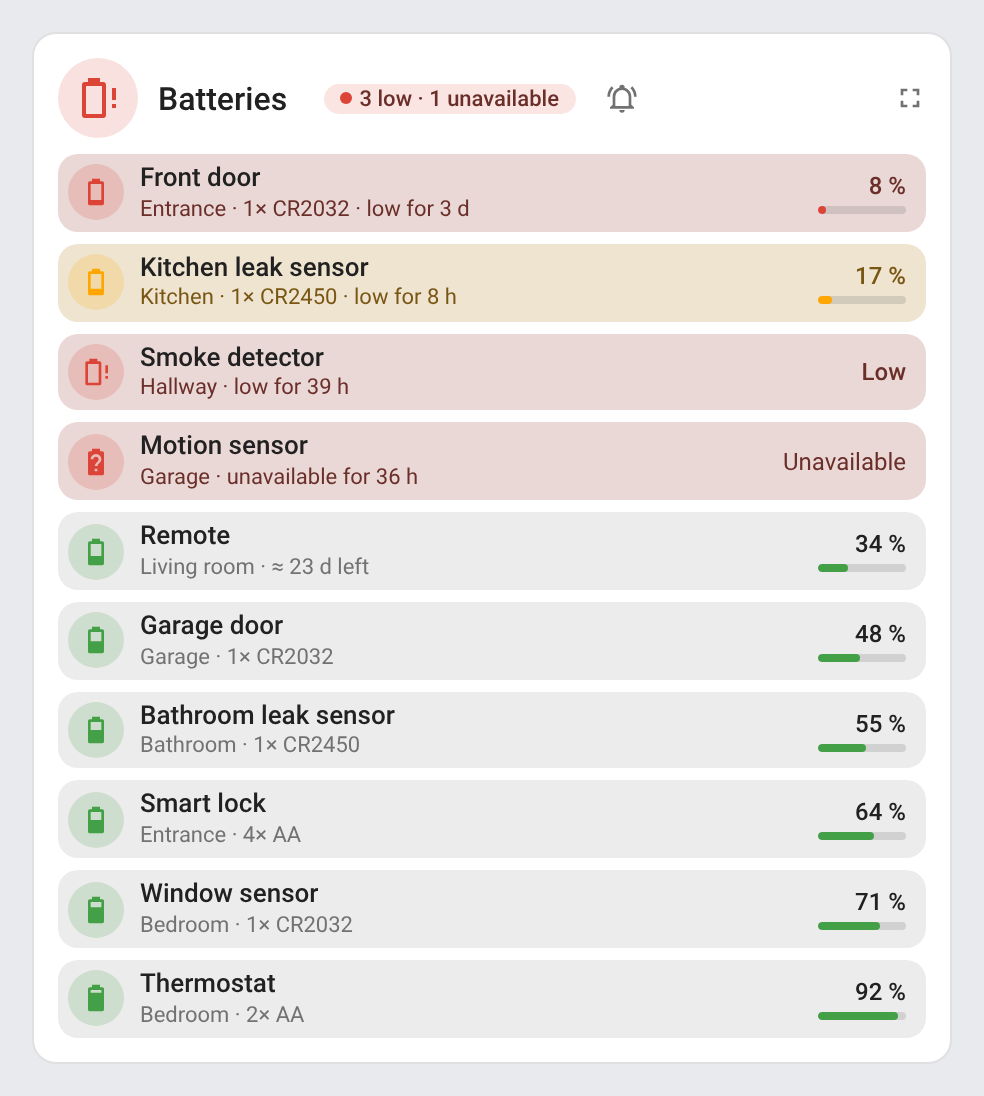 Batteries
3 low · 1 unavailable
Front door
Entrance · 1× CR2032 · low for 3 d
8 %
Kitchen leak sensor
Kitchen · 1× CR2450 · low for 8 h
17 %
Smoke detector
Hallway · low for 39 h
Low
Motion sensor
Garage · unavailable for 36 h
Unavailable
Remote
Living room · ≈ 23 d left
34 %
Garage door
Garage · 1× CR2032
48 %
Bathroom leak sensor
Bathroom · 1× CR2450
55 %
Smart lock
Entrance · 4× AA
64 %
Window sensor
Bedroom · 1× CR2032
71 %
Thermostat
Bedroom · 2× AA
92 %